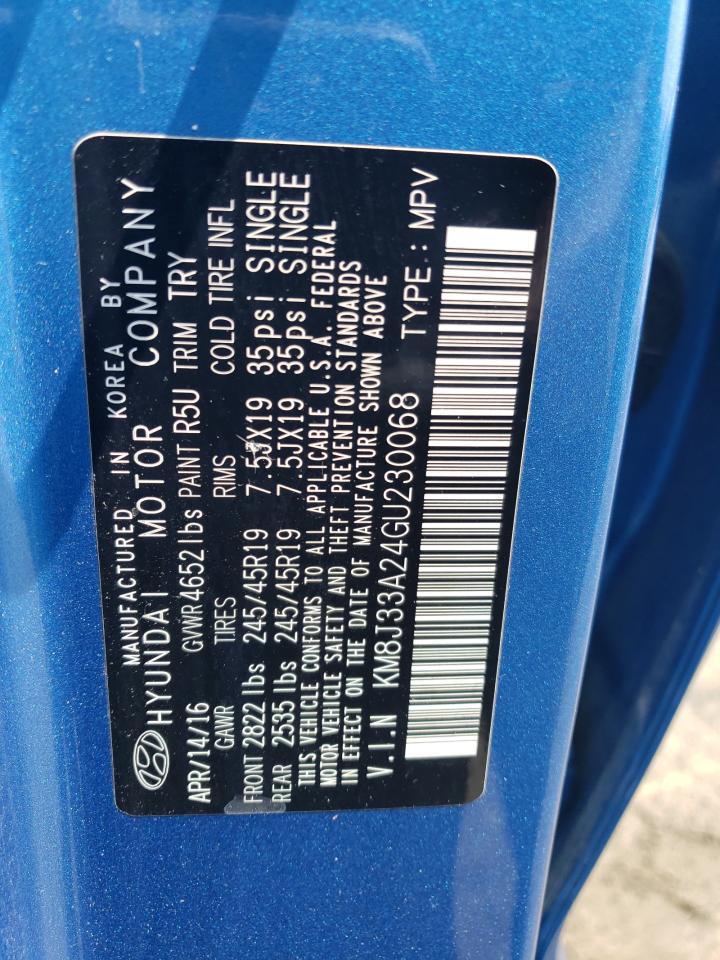 MANUFACTURED IN KOREA BY
HYUNDAI MOTOR COMPANY
APR/14/16 GVWR4652lbs PAINT R5U TRIM TRY
GAWR TIRES RIMS COLD TIRE INFL
FRONT 2822 lbs 245/45R19 7.5JX19 35psi SINGLE
REAR 2535 lbs 245/45R19 7.5JX19 35psi SINGLE
THIS VEHICLE CONFORMS TO ALL APPLICABLE U.S.A. FEDERAL
MOTOR VEHICLE SAFETY AND THEFT PREVENTION STANDARDS
IN EFFECT ON THE DATE OF MANUFACTURE SHOWN ABOVE
V.I.N KM8J33A24GU230068 TYPE : MPV